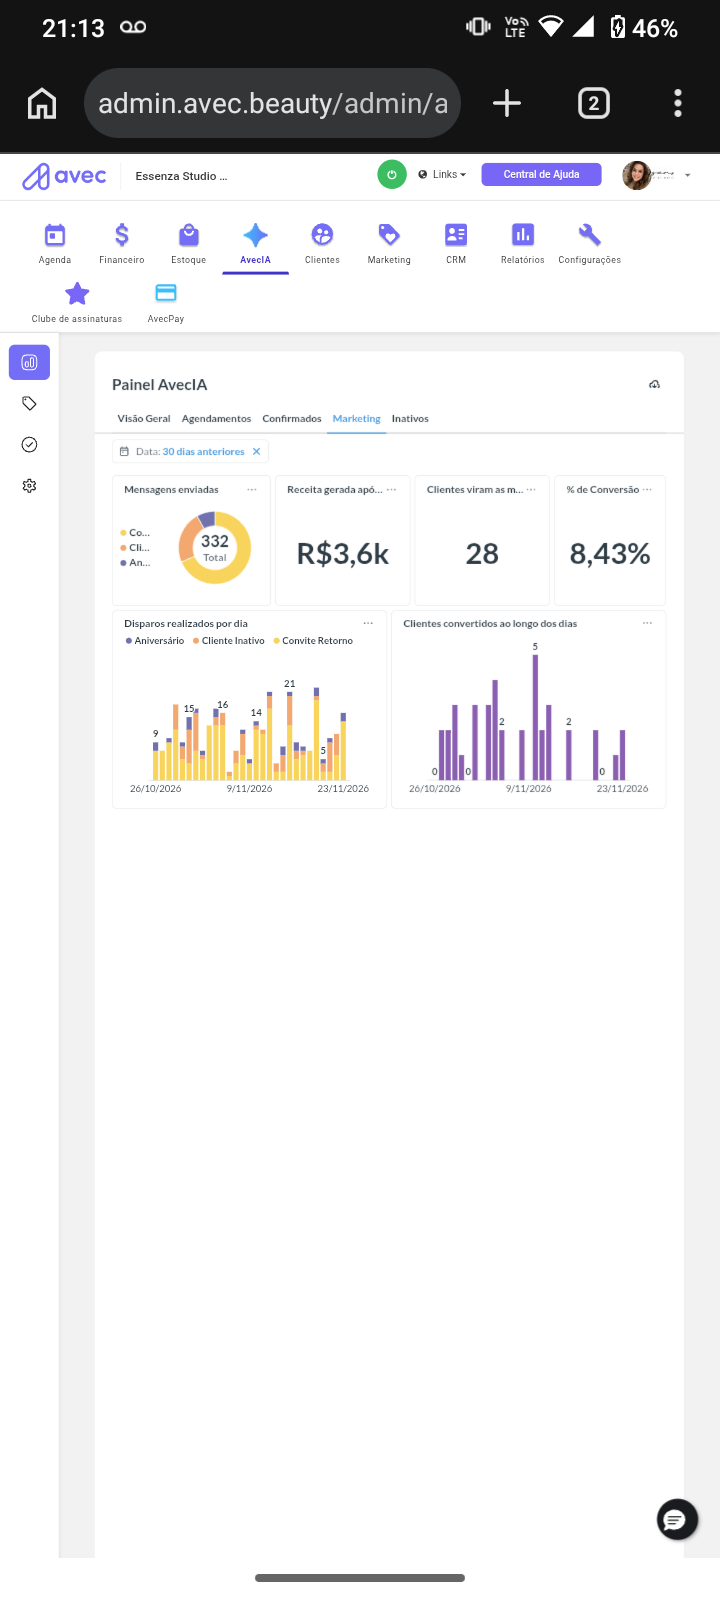 21:13 Vo)) LTE 46%
admin.avec.beauty/admin/a 2
avec Essenza Studio ... Links Central de Ajuda
Agenda Financeiro Estoque AvecIA Clientes Marketing CRM Relatórios Configurações
Clube de assinaturas AvecPay
Painel AvecIA
Visão Geral Agendamentos Confirmados Marketing Inativos
Data: 30 dias anteriores
Mensagens enviadas ... Receita gerada apó... ... Clientes viram as m... ... % de Conversão ...
Co...
Cli...
An...
332
Total
R$3,6k 28 8,43%
Disparos realizados por dia ... Clientes convertidos ao longo dos dias ...
Aniversário Cliente Inativo Convite Retorno
9 15 16 14 21 5
26/10/2026 9/11/2026 23/11/2026
0 0 2 5 2 0
26/10/2026 9/11/2026 23/11/2026